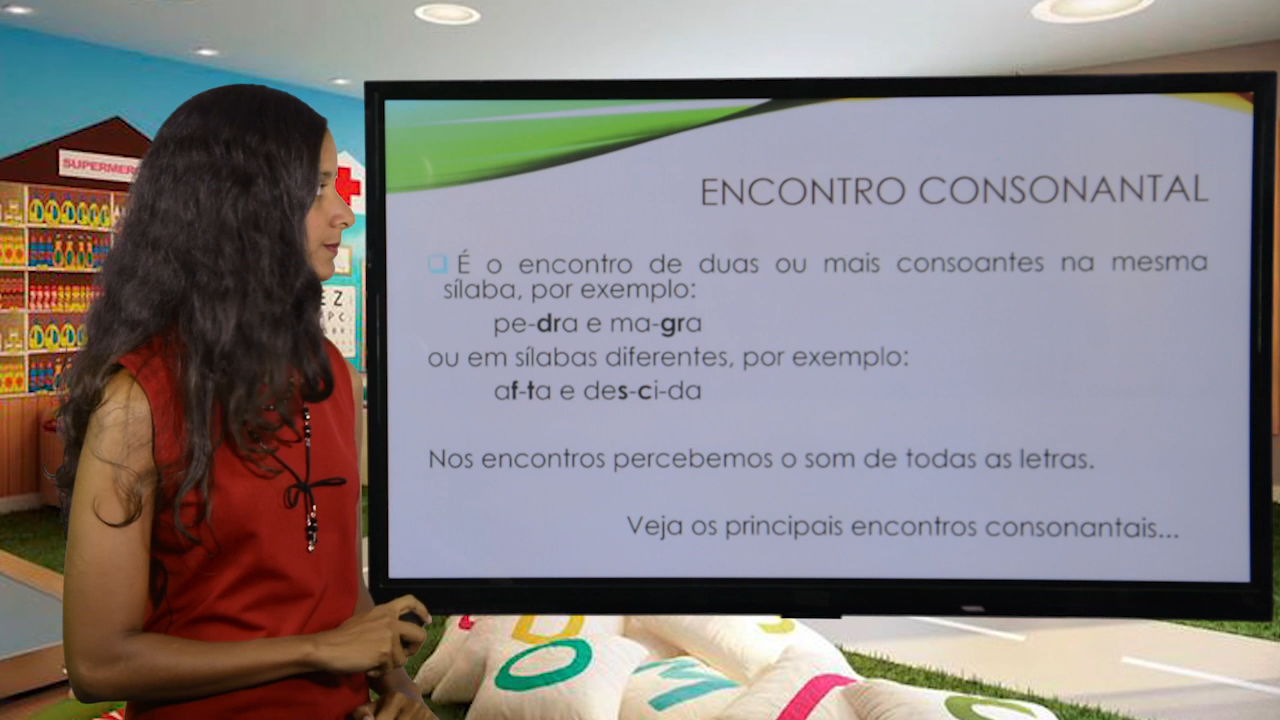 SUPERMER
ENCONTRO CONSONANTAL
É o encontro de duas ou mais consoantes na mesma
sílaba, por exemplo:
pe-dra e ma-gra
ou em sílabas diferentes, por exemplo:
af-ta e des-ci-da
Nos encontros percebemos o som de todas as letras.
Veja os principais encontros consonantais...